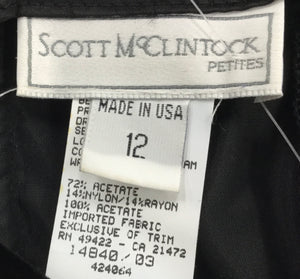 SCOTT McCLINTOCK
PETITES
MADE IN USA
12
AM
72% ACETATE
14%NYLON/14%RAYON
100% ACETATE
IMPORTED FABRIC
EXCLUSIVE OF TRIM
RN 49422 - CA 21472
14840/03
424064